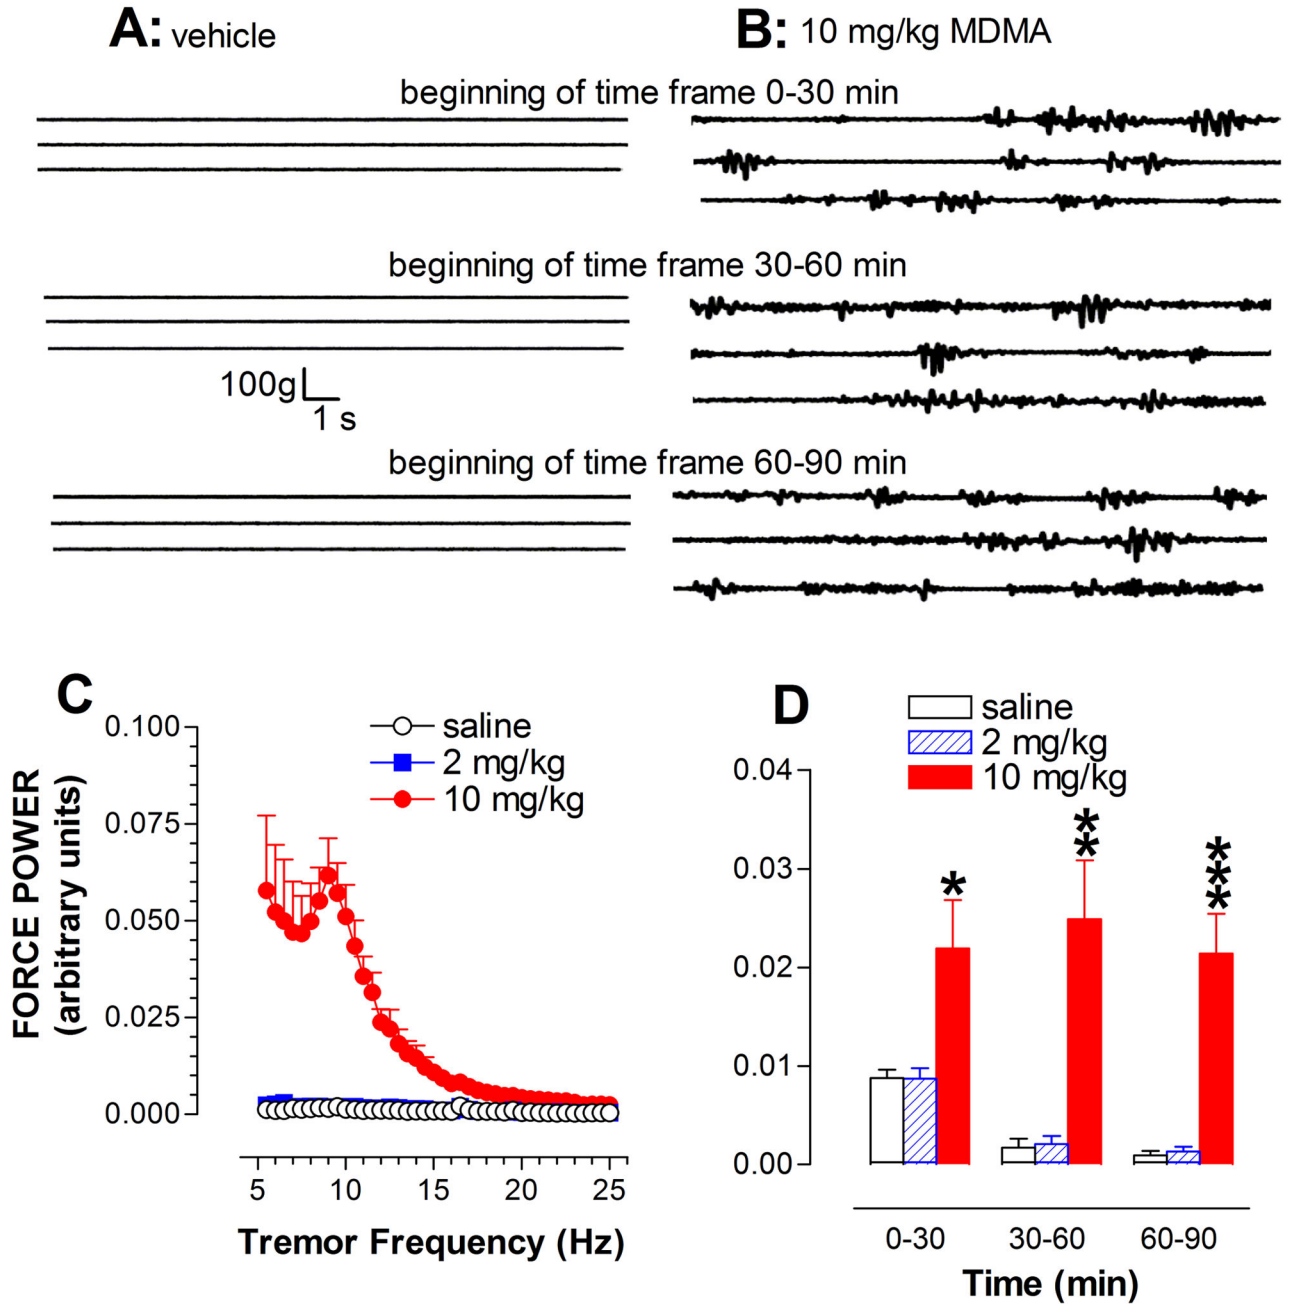 A: vehicle
B: 10 mg/kg MDMA
beginning of time frame 0-30 min
beginning of time frame 30-60 min
100g
1 s
beginning of time frame 60-90 min
C
saline
2 mg/kg
10 mg/kg
FORCE POWER
(arbitrary units)
0.100
0.075
0.050
0.025
0.000
5 10 15 20 25
Tremor Frequency (Hz)
D
saline
2 mg/kg
10 mg/kg
0.04
0.03
0.02
0.01
0.00
*
**
***
0-30 30-60 60-90
Time (min)